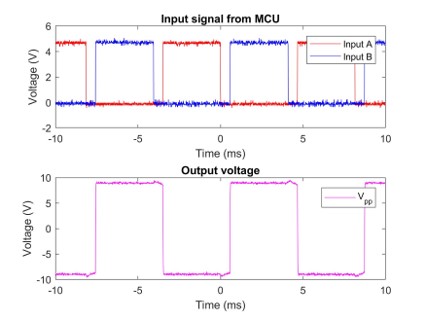 Input signal from MCU
6
4
2
0
-2
Voltage (V)
Input A
Input B
-10 -5 0 5 10
Time (ms)
Output voltage
10
5
0
-5
-10
Voltage (V)
Vpp
-10 -5 0 5 10
Time (ms)